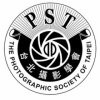 PST
台北攝影學會
THE PHOTOGRAPHIC SOCIETY OF TAIPEI